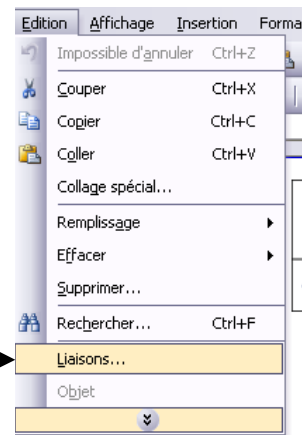 Edition Affichage Insertion Forma
Impossible d'annuler Ctrl+Z
Couper Ctrl+X
Copier Ctrl+C
Coller Ctrl+V
Collage spécial...
Remplissage
Effacer
Supprimer...
Rechercher... Ctrl+F
Liaisons...
Objet